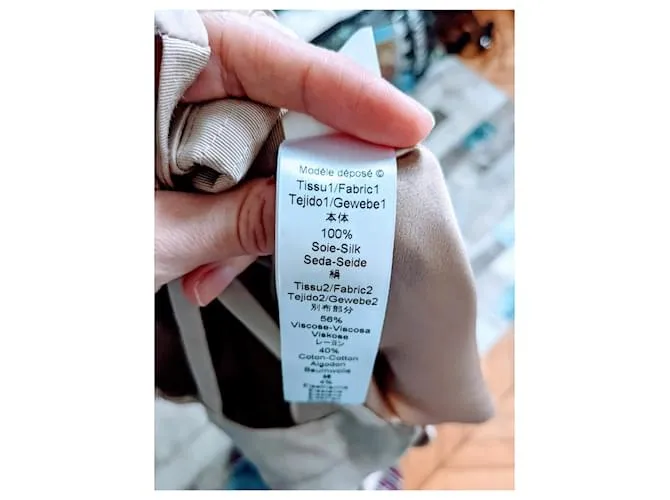 Modèle déposé ©
Tissu1/Fabric1
Tejido1/Gewebe1
本体
100%
Soie-Silk
Seda-Seide
絹
Tissu2/Fabric2
Tejido2/Gewebe2
別布部分
56%
Viscose-Viscosa
Viskose
レーヨン
40%
Coton-Cotton
Algodon
Baumwolle
綿
4%